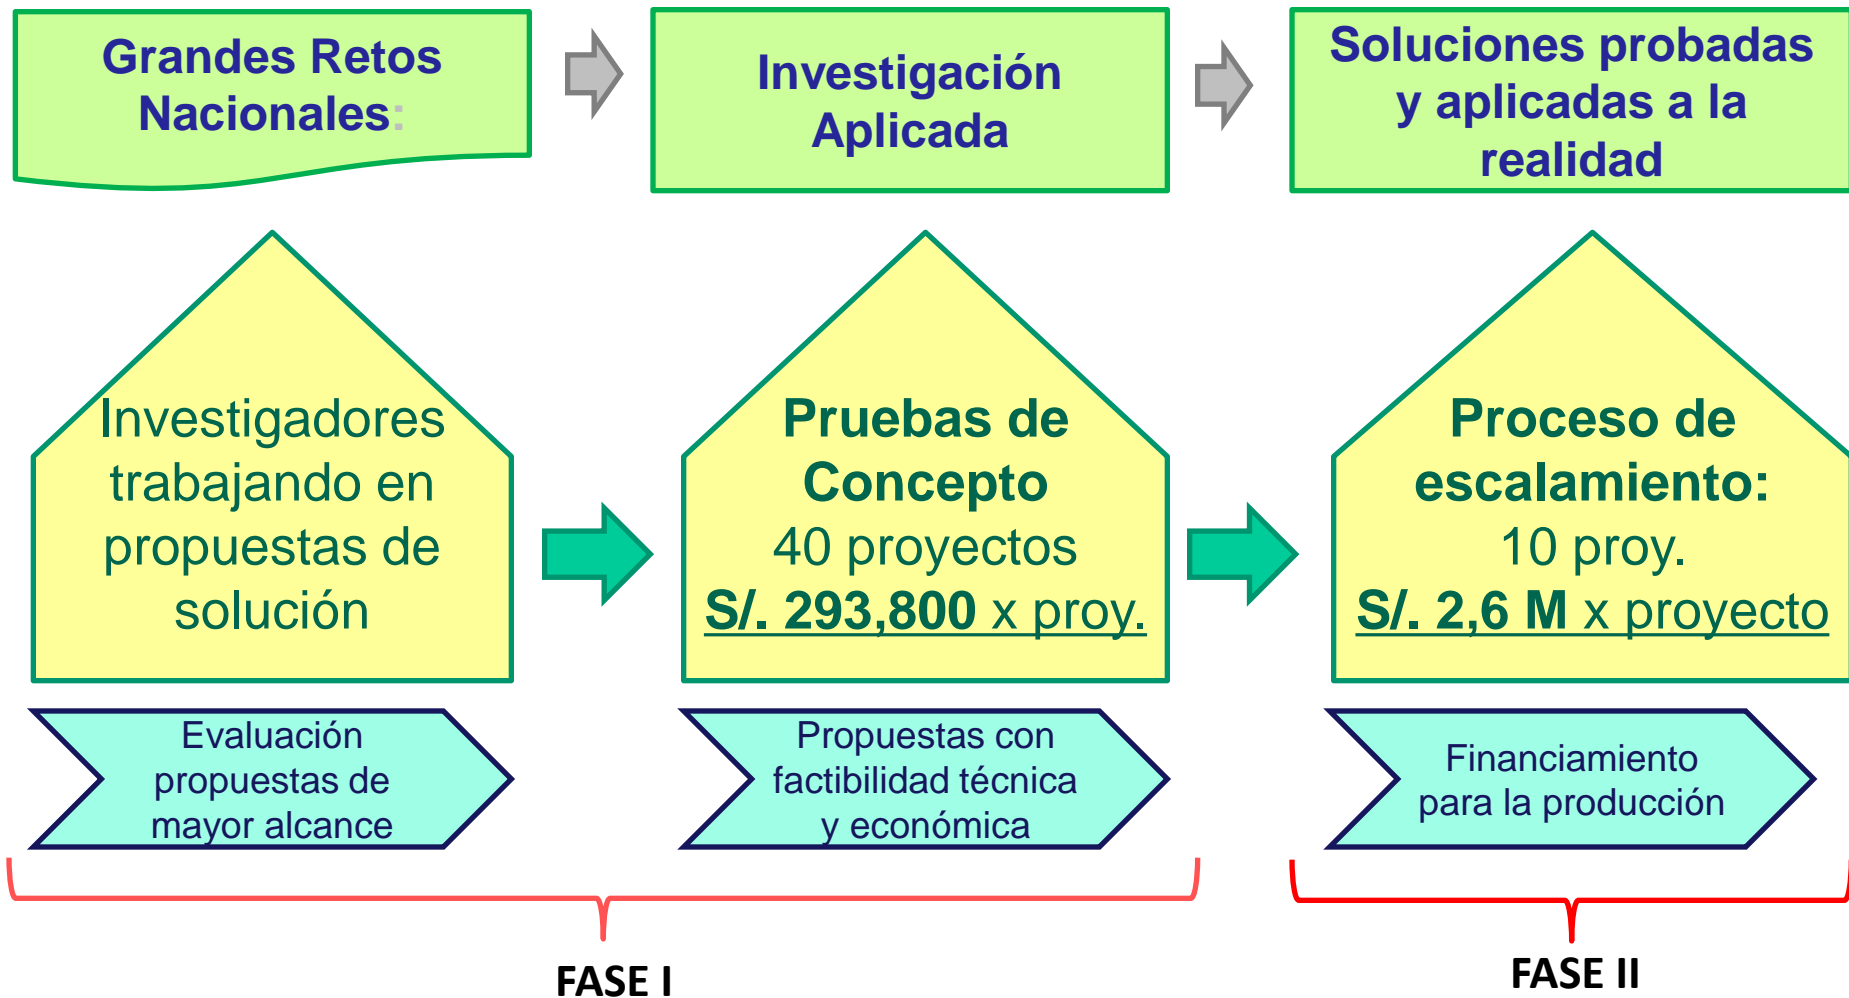 Grandes Retos
Nacionales:
Investigación
Aplicada
Soluciones probadas
y aplicadas a la
realidad
Investigadores
trabajando en
propuestas de
solución
Pruebas de
Concepto
40 proyectos
S/. 293,800 x proy.
Proceso de
escalamiento:
10 proy.
S/. 2,6 M x proyecto
Evaluación
propuestas de
mayor alcance
Propuestas con
factibilidad técnica
y económica
Financiamiento
para la producción
FASE I
FASE II